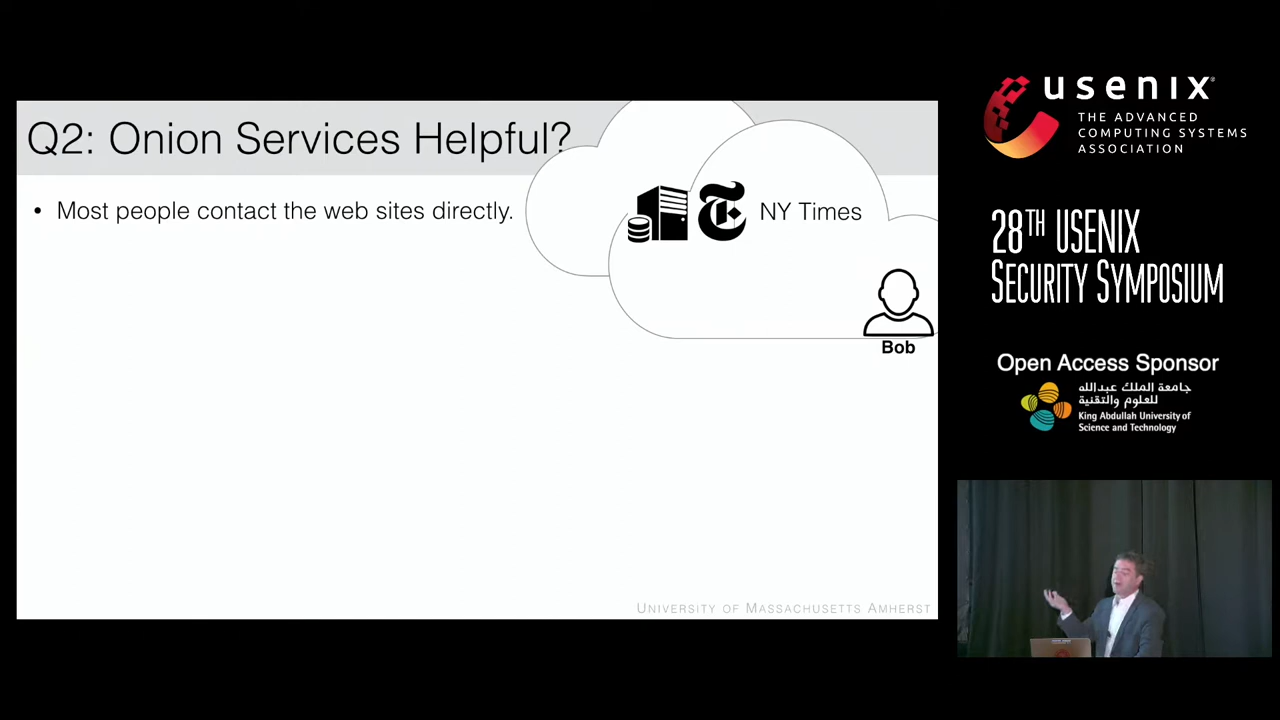 Q2: Onion Services Helpful?
• Most people contact the web sites directly.
NY Times
Bob
UNIVERSITY OF MASSACHUSETTS AMHERST
usenix®
THE ADVANCED
COMPUTING SYSTEMS
ASSOCIATION
28TH USENIX
SECURITY SYMPOSIUM
Open Access Sponsor
جامعة الملك عبدالله
للعلوم والتقنية
King Abdullah University of
Science and Technology